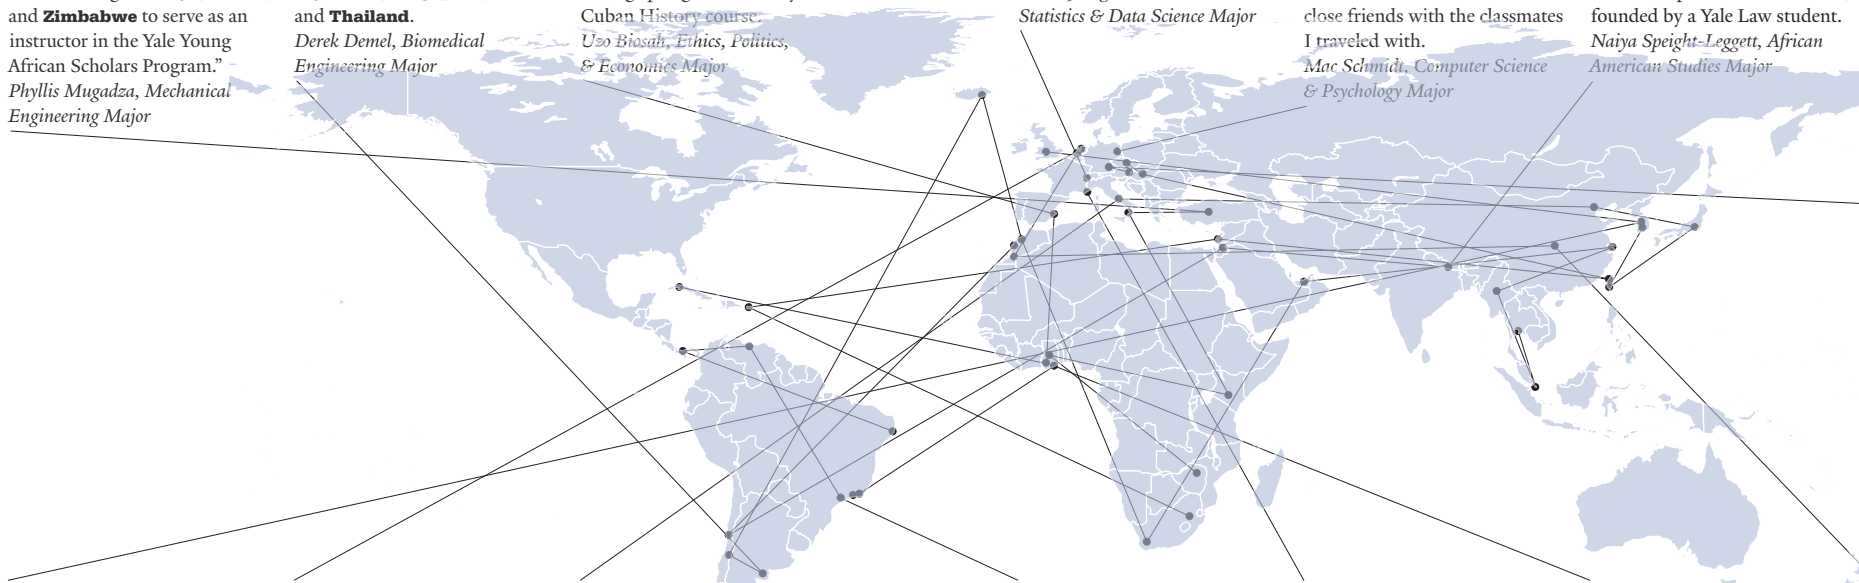 and Zimbabwe to serve as an
instructor in the Yale Young
African Scholars Program.”
Phyllis Mugadza, Mechanical
Engineering Major
and Thailand.
Derek Demel, Biomedical
Engineering Major
Cuban History course.
Uzo Biosah, Ethics, Politics,
& Economics Major
Statistics & Data Science Major
close friends with the classmates
I traveled with.
Mac Schmidt, Computer Science
& Psychology Major
founded by a Yale Law student.
Naiya Speight-Leggett, African
American Studies Major